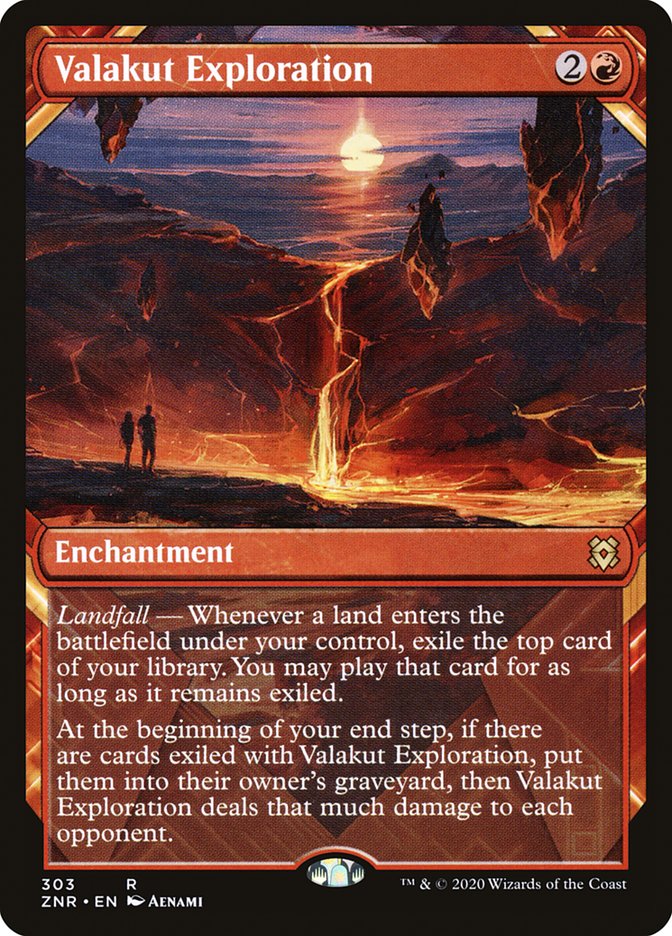 Valakut Exploration 2
Enchantment
Landfall — Whenever a land enters the
battlefield under your control, exile the top card
of your library. You may play that card for as
long as it remains exiled.
At the beginning of your end step, if there
are cards exiled with Valakut Exploration, put
them into their owner's graveyard, then Valakut
Exploration deals that much damage to each
opponent.
303 R
ZNR • EN AENAMI
™ & © 2020 Wizards of the Coast